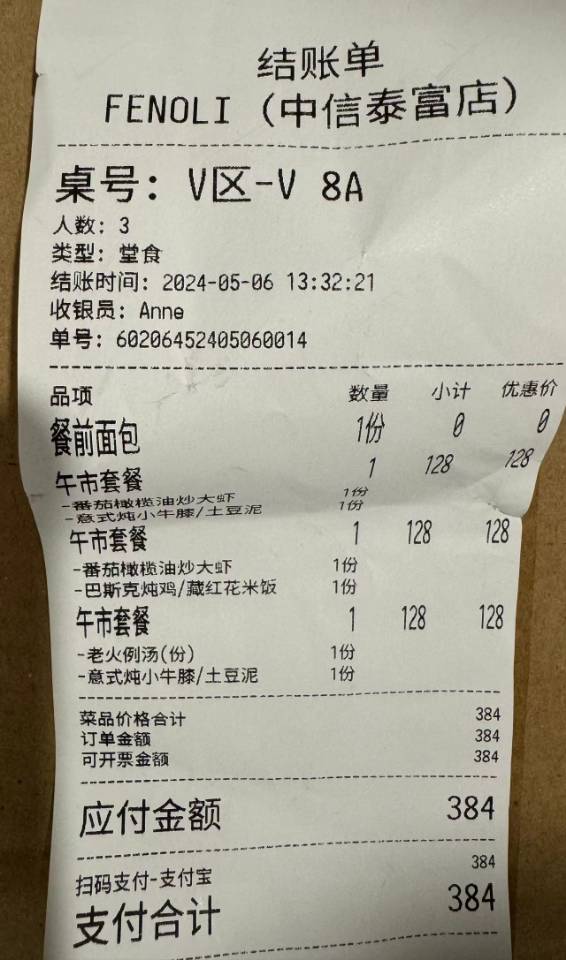 结账单
FENOLI (中信泰富店)
桌号: V区-V 8A
人数: 3
类型: 堂食
结账时间: 2024-05-06 13:32:21
收银员: Anne
单号: 60206452405060014
品项 数量 小计 优惠价
餐前面包 1份 0 0
午市套餐 1 128 128
-番茄橄榄油炒大虾 1份
-意式炖小牛膝/土豆泥 1份
午市套餐 1 128 128
-番茄橄榄油炒大虾 1份
-巴斯克炖鸡/藏红花米饭 1份
午市套餐 1 128 128
-老火例汤(份) 1份
-意式炖小牛膝/土豆泥 1份
菜品价格合计 384
订单金额 384
可开票金额 384
应付金额 384
扫码支付-支付宝 384
支付合计 384